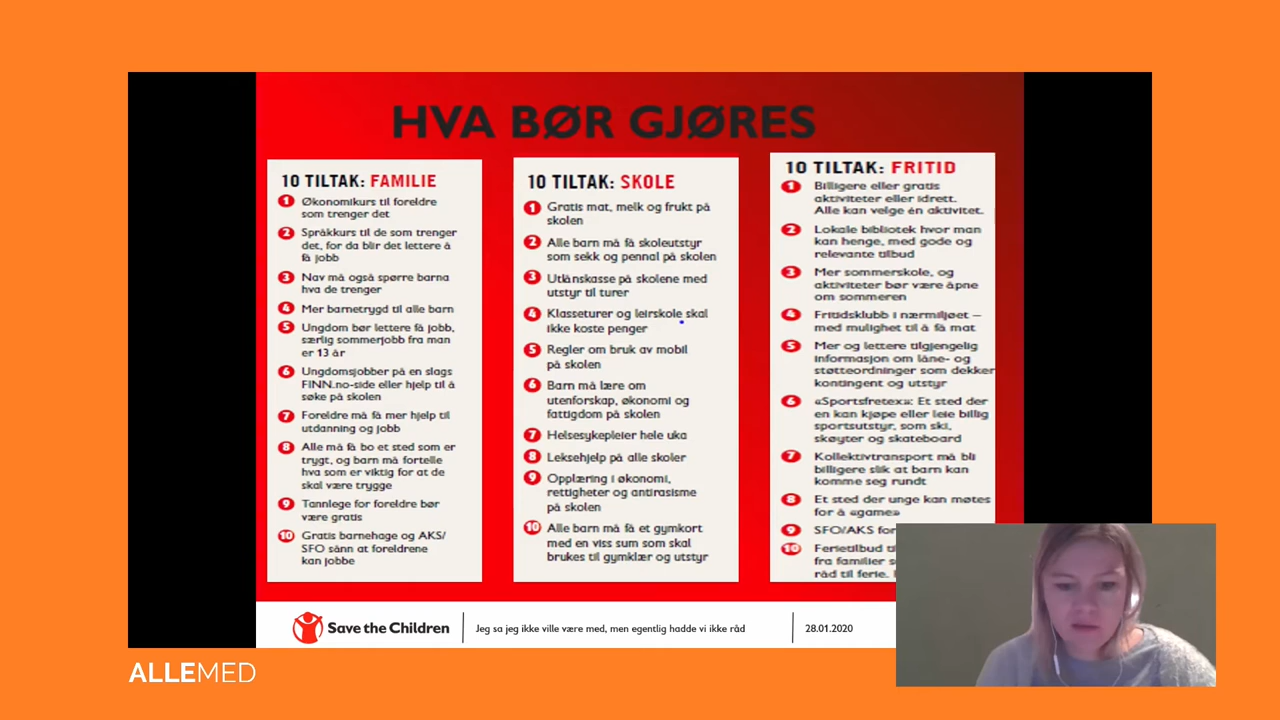 HVA BØR GJØRES
10 TILTAK: FAMILIE
1 Økonomikurs til foreldre
som trenger det
2 Språkkurs til de som trenger
det, for da blir det lettere å
få jobb
3 Nav må også spørre barna
hva de trenger
4 Mer barnetrygd til alle barn
5 Ungdom bør lettere få jobb,
særlig sommerjobb fra man
er 13 år
6 Ungdomsjobber på en slags
FINN.no-side eller hjelp til å
søke på skolen
7 Foreldre må få mer hjelp til
utdanning og jobb
8 Alle må få bo et sted som er
trygt, og barn må fortelle
hva som er viktig for at de
skal være trygge
9 Tannlege for foreldre bør
være gratis
10 Gratis barnehage og AKS/
SFO sånn at foreldrene
kan jobbe
10 TILTAK: SKOLE
1 Gratis mat, melk og frukt på
skolen
2 Alle barn må få skoleutstyr
som sekk og pennal på skolen
3 Utlånskasse på skolene med
utstyr til turer
4 Klasseturer og leirskole skal
ikke koste penger
5 Regler om bruk av mobil
på skolen
6 Barn må lære om
utenforskap, økonomi og
fattigdom på skolen
7 Helsesykepleier hele uka
8 Leksehjelp på alle skoler
9 Opplæring i økonomi,
rettigheter og antirasisme
på skolen
10 Alle barn må få et gymkort
med en viss sum som skal
brukes til gymklær og utstyr
10 TILTAK: FRITID
1 Billigere eller gratis
aktiviteter eller idrett.
Alle kan velge én aktivitet.
2 Lokale bibliotek hvor man
kan henge, med gode og
relevante tilbud
3 Mer sommerskole, og
aktiviteter bør være åpne
om sommeren
4 Fritidsklubb i nærmiljøet –
med mulighet til å få mat
5 Mer og lettere tilgjengelig
informasjon om låne- og
støtteordninger som dekker
kontingent og utstyr
6 «Sportsfretex»: Et sted der
en kan kjøpe eller leie billig
sportsutstyr, som ski,
skøyter og skateboard
7 Kollektivtransport må bli
billigere slik at barn kan
komme seg rundt
8 Et sted der unge kan møtes
for å «game»
9 SFO/AKS for
10 Ferietilbud
fra familier
råd til ferie.
Save the Children
Jeg sa jeg ikke ville være med, men egentlig hadde vi ikke råd
28.01.2020
ALLEMED